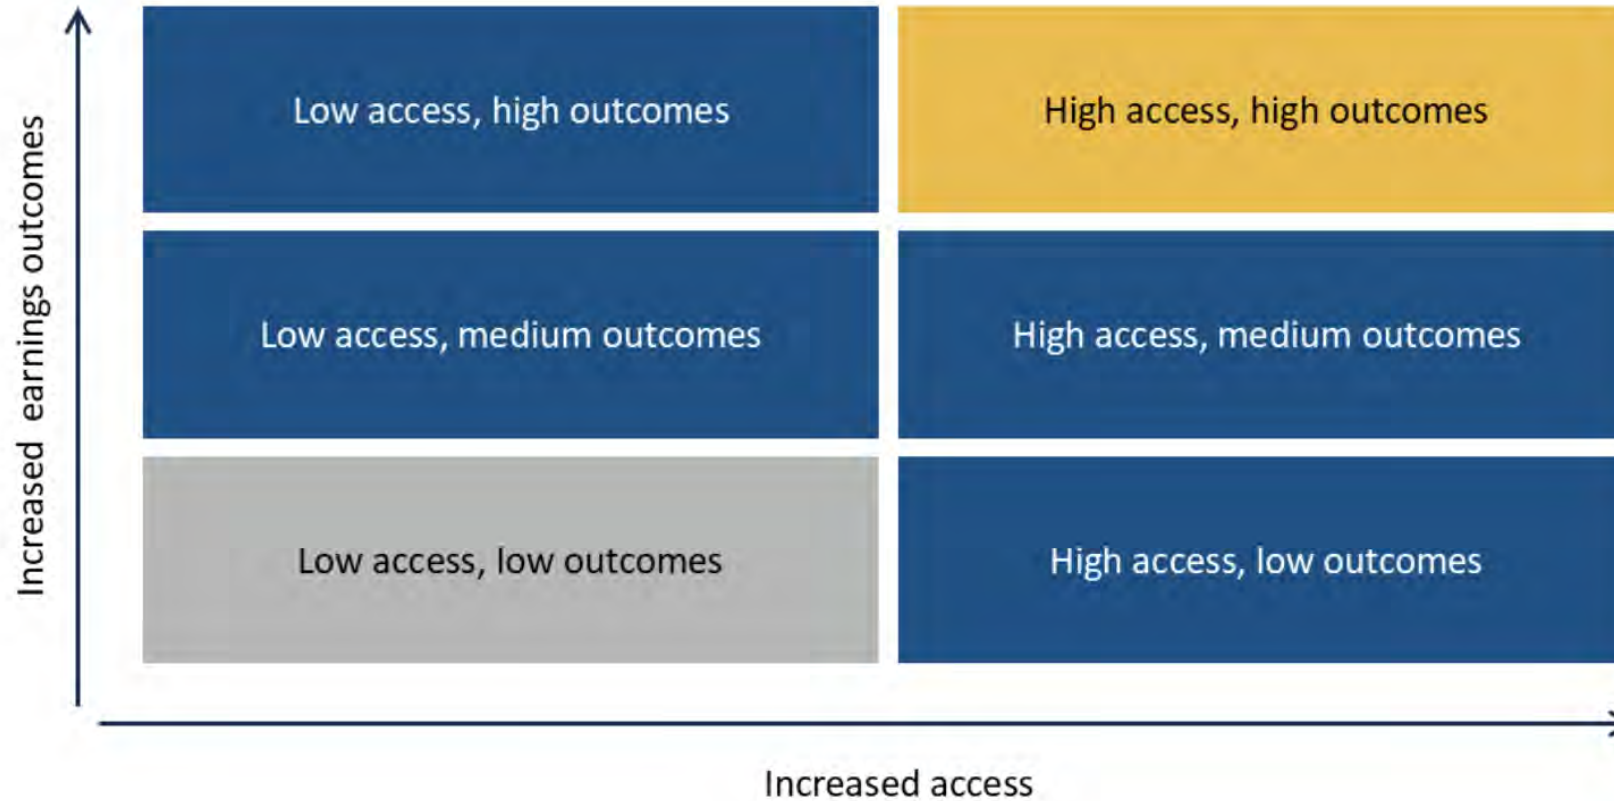 Increased earnings outcomes
Low access, high outcomes
High access, high outcomes
Low access, medium outcomes
High access, medium outcomes
Low access, low outcomes
High access, low outcomes
Increased access